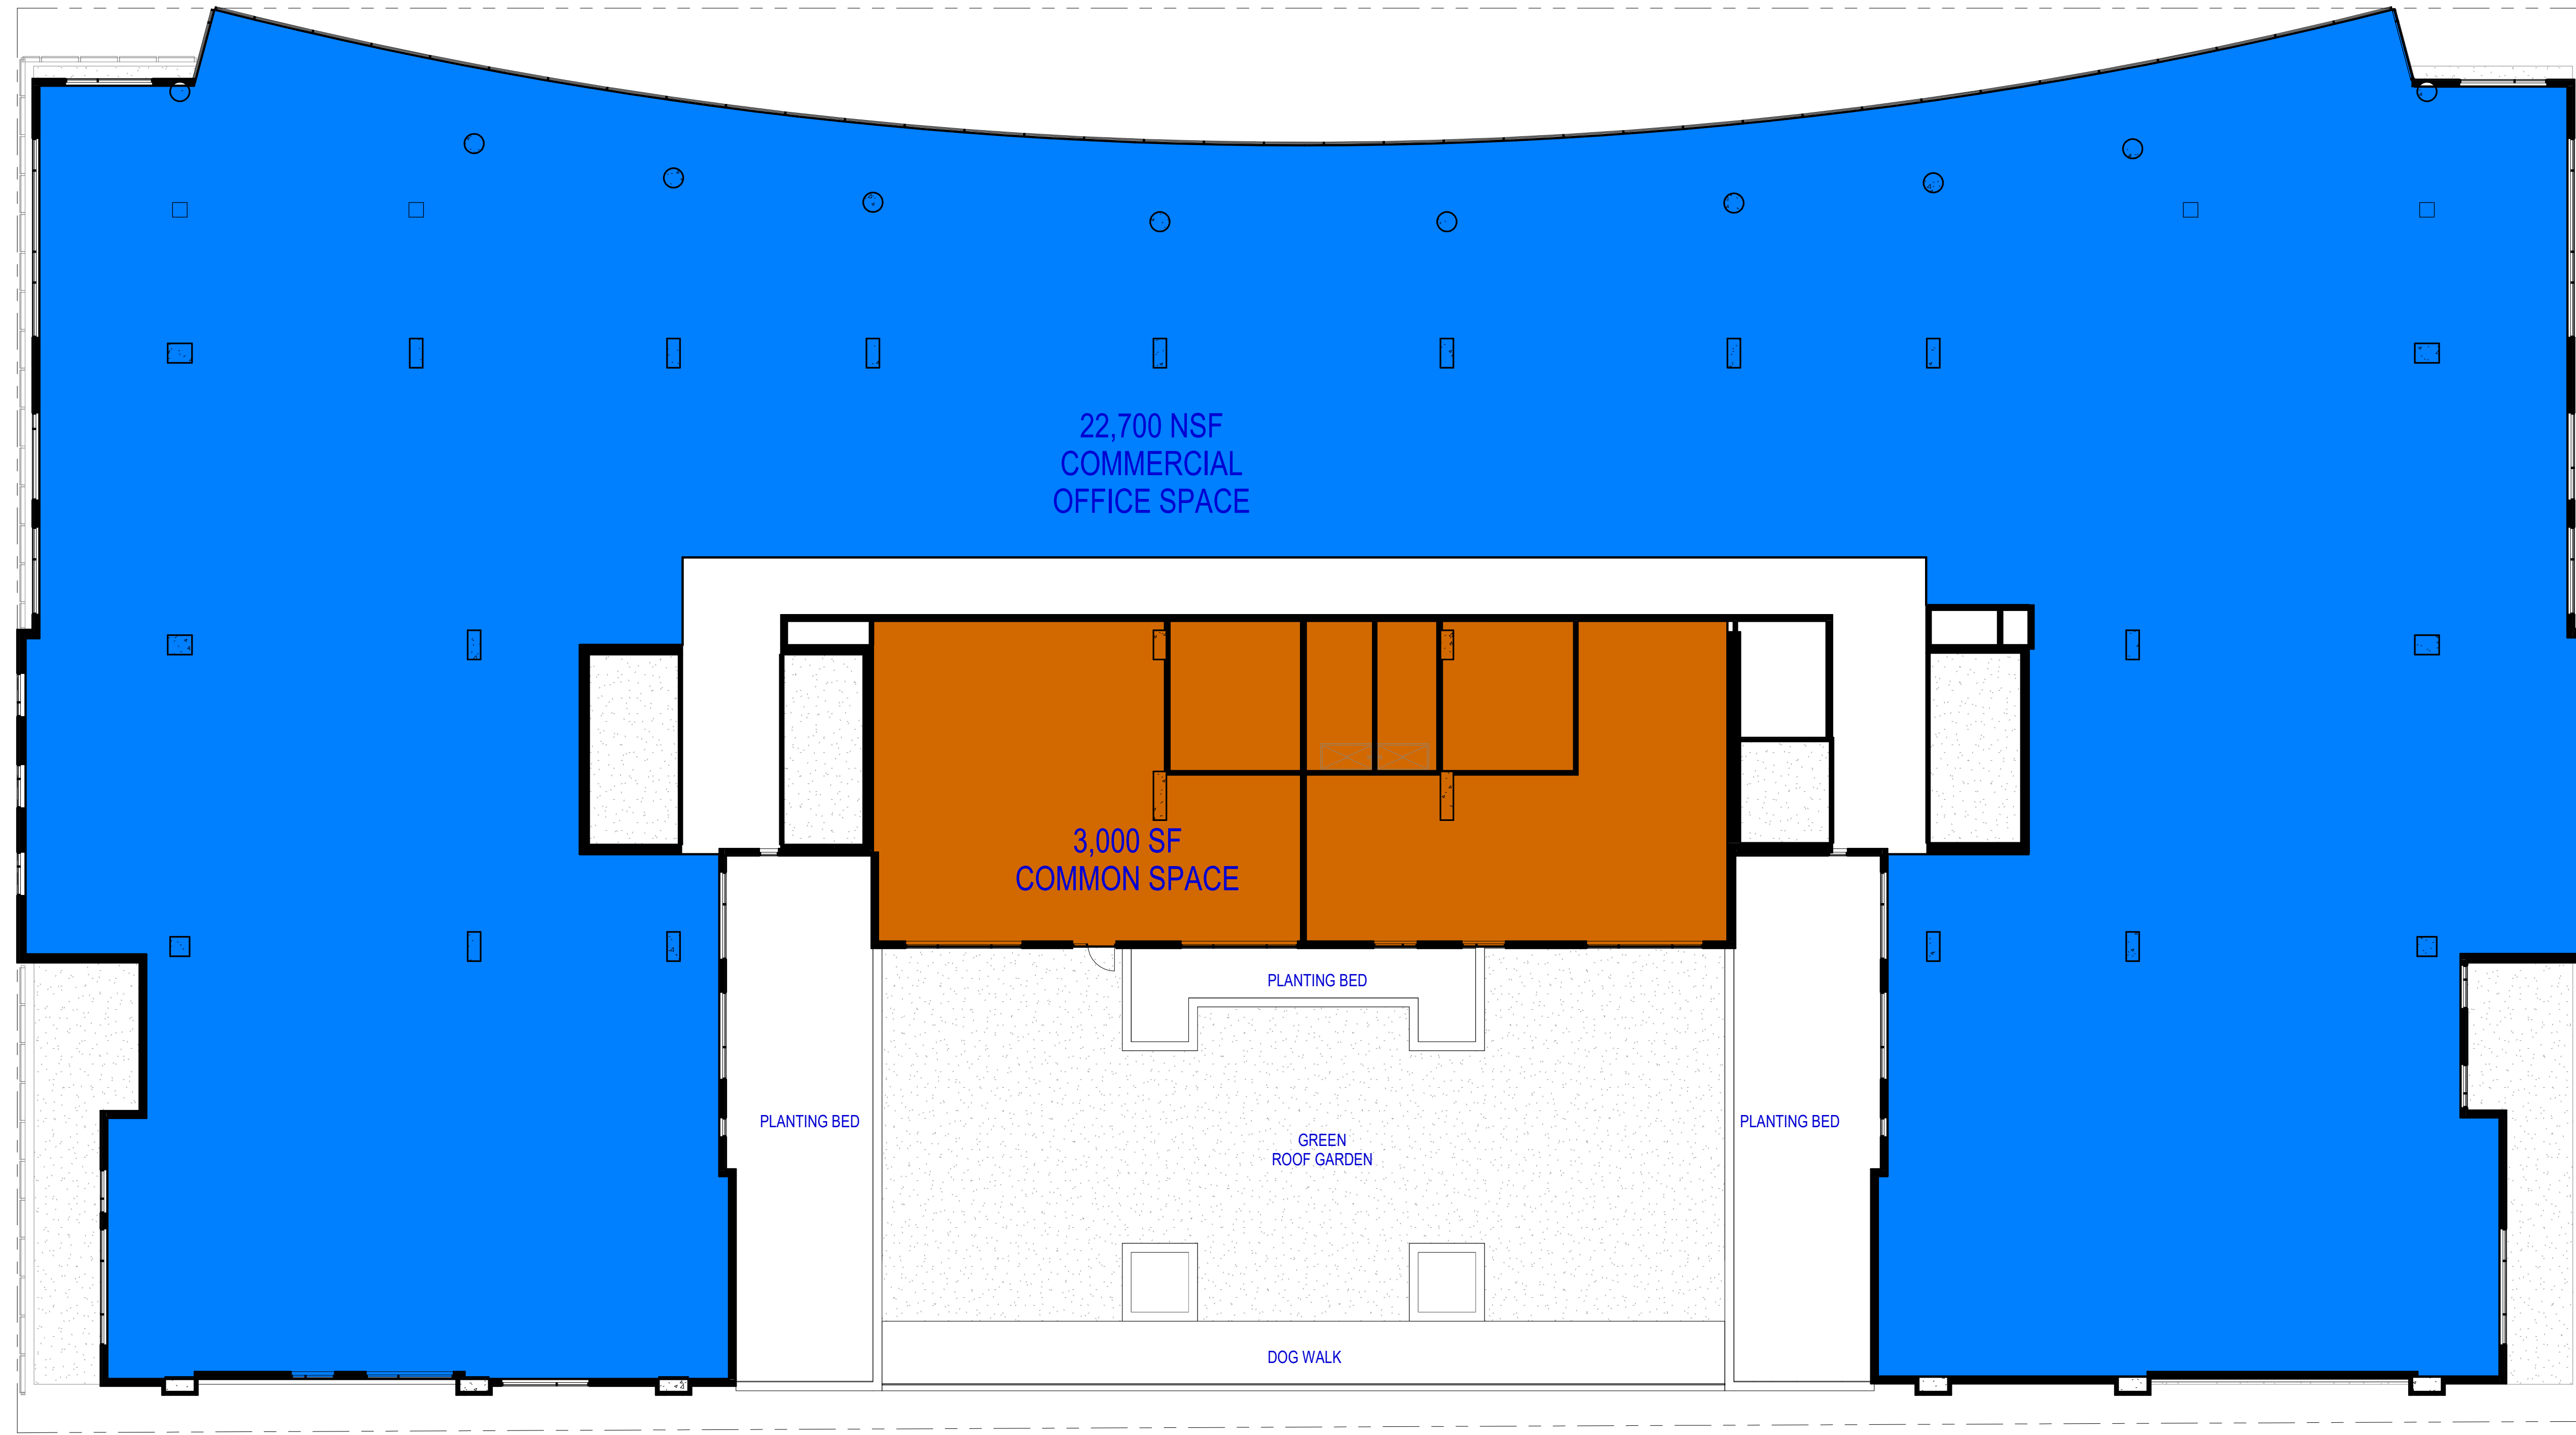 22,700 NSF
COMMERCIAL
OFFICE SPACE
3,000 SF
COMMON SPACE
PLANTING BED
PLANTING BED
PLANTING BED
GREEN
ROOF GARDEN
DOG WALK